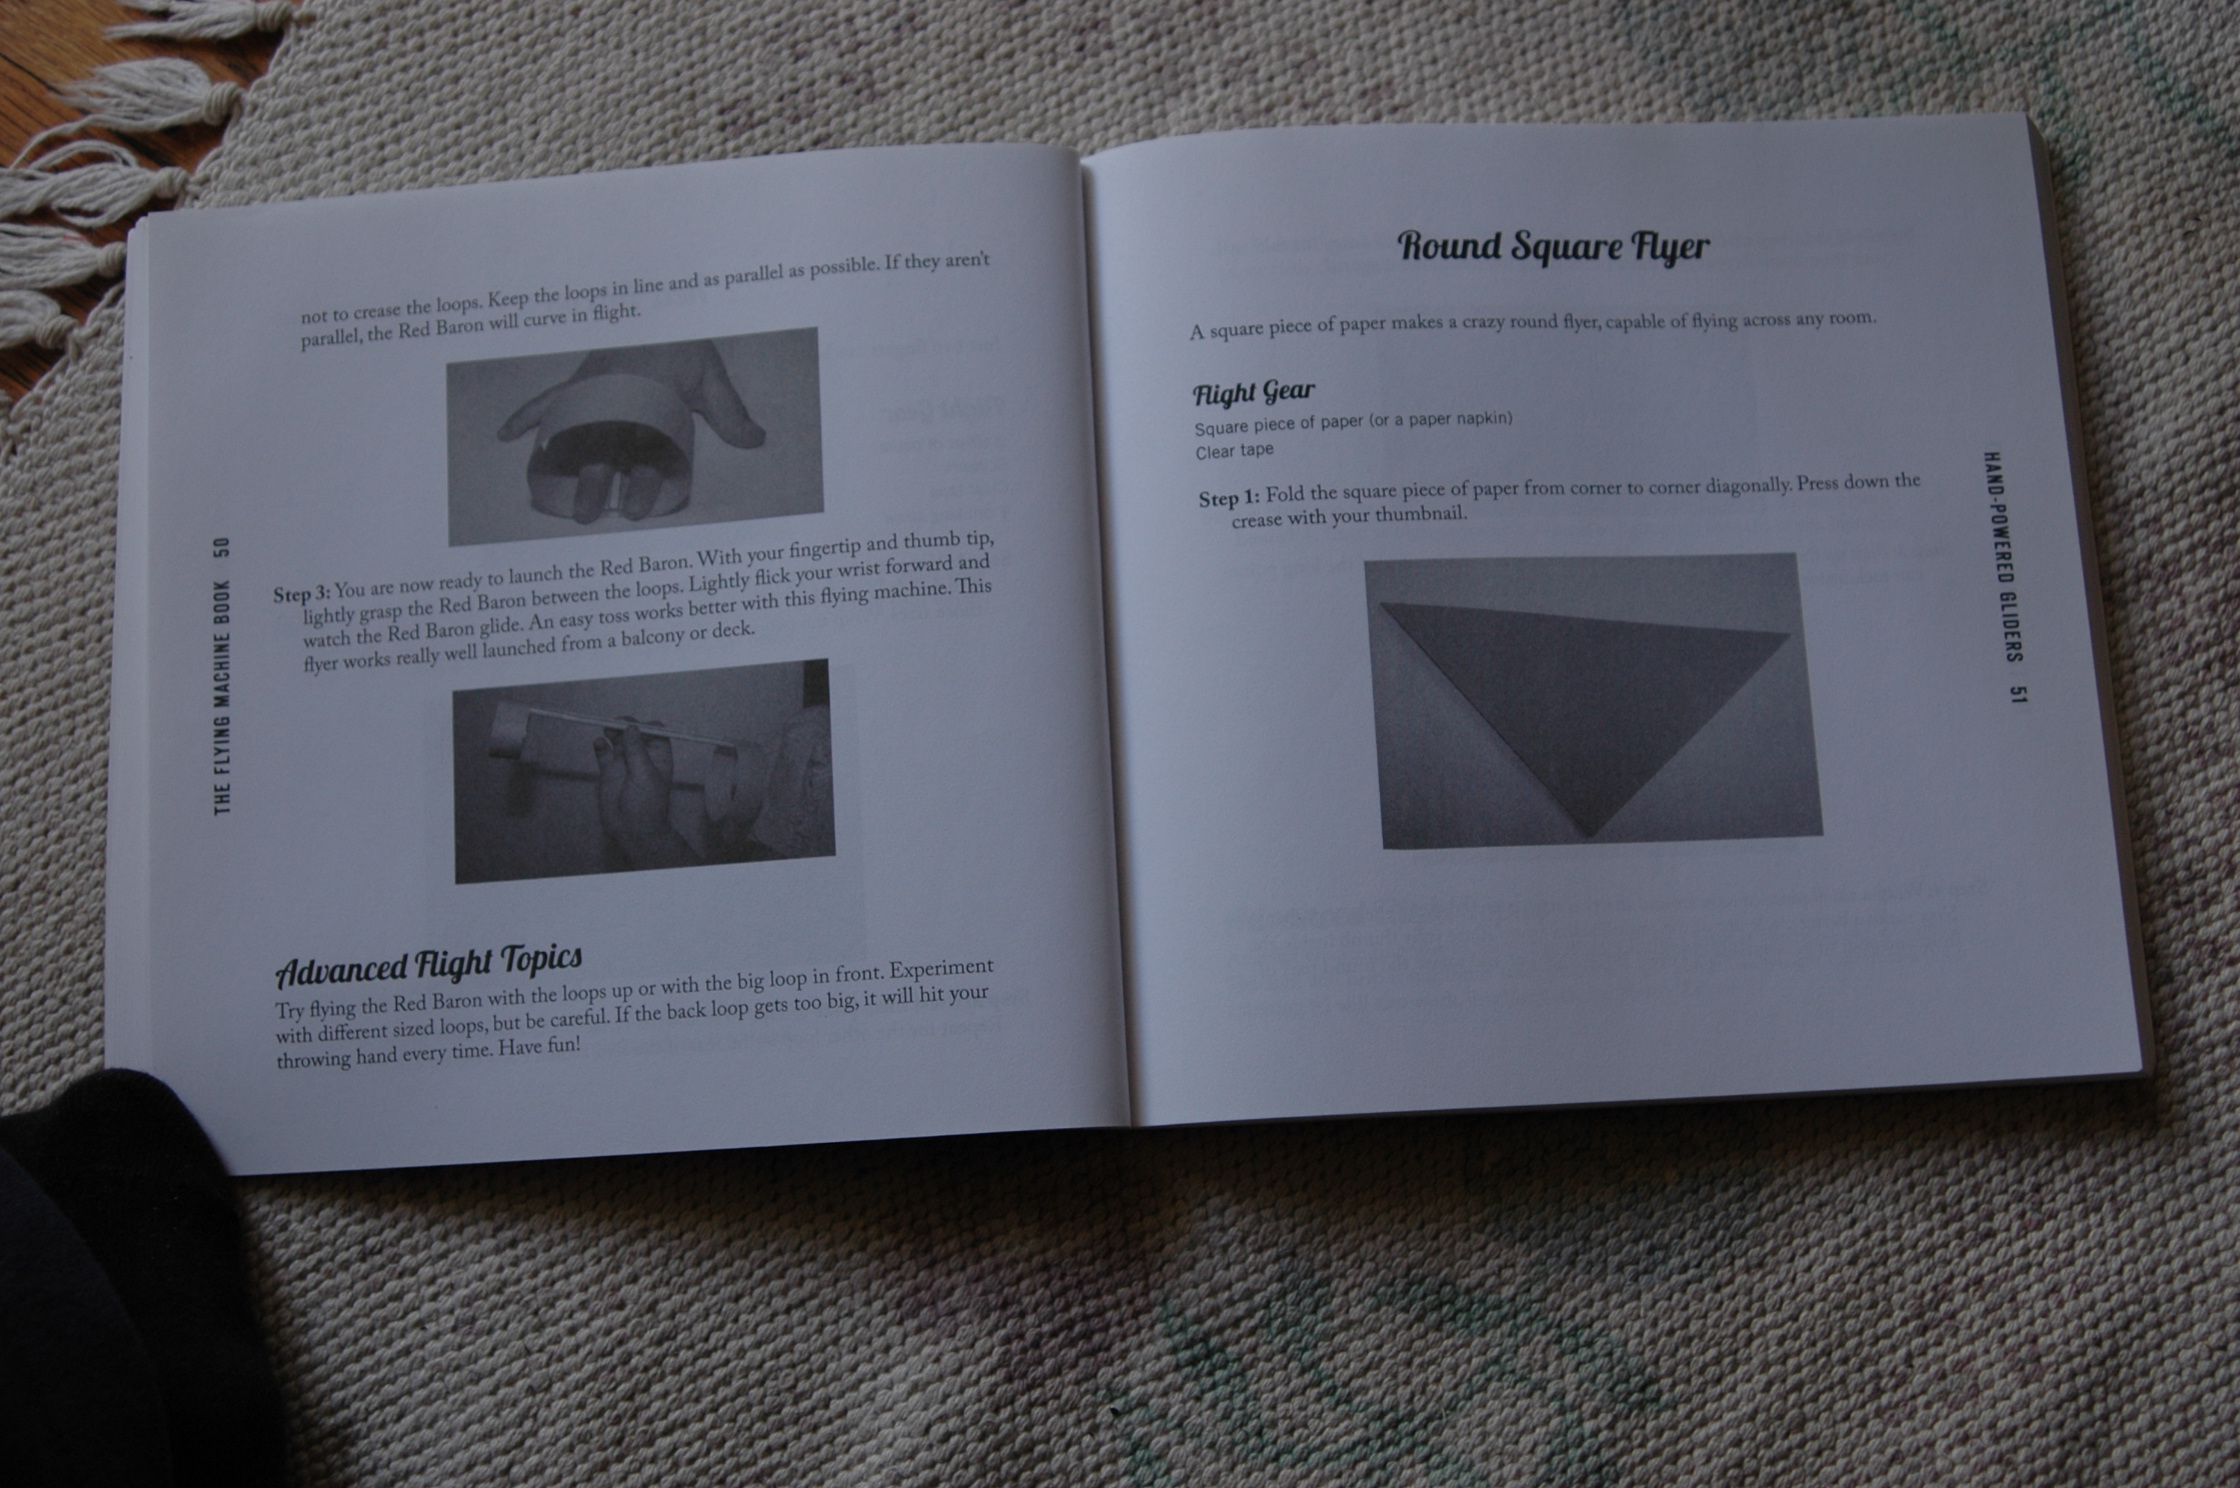 not to crease the loops. Keep the loops in line and as parallel as possible. If they aren't
parallel, the Red Baron will curve in flight.
Step 3: You are now ready to launch the Red Baron. With your fingertip and thumb tip,
lightly grasp the Red Baron between the loops. Lightly flick your wrist forward and
watch the Red Baron glide. An easy toss works better with this flying machine. This
flyer works really well launched from a balcony or deck.
Advanced Flight Topics
Try flying the Red Baron with the loops up or with the big loop in front. Experiment
with different sized loops, but be careful. If the back loop gets too big, it will hit your
throwing hand every time. Have fun!
THE FLYING MACHINE BOOK 50
Round Square Flyer
A square piece of paper makes a crazy round flyer, capable of flying across any room.
Flight Gear
Square piece of paper (or a paper napkin)
Clear tape
Step 1: Fold the square piece of paper from corner to corner diagonally. Press down the
crease with your thumbnail.
HAND-POWERED GLIDERS 51